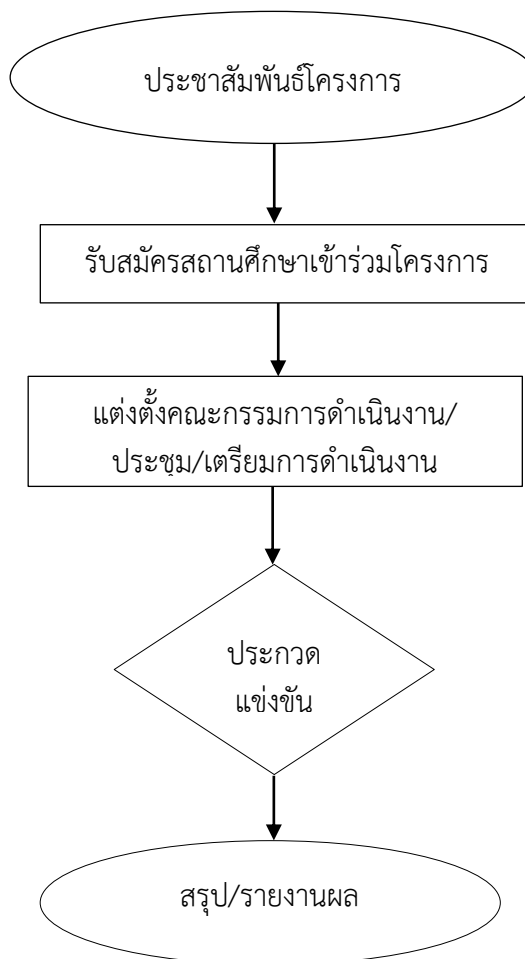 ประชาสัมพันธ์โครงการ
รับสมัครสถานศึกษาเข้าร่วมโครงการ
แต่งตั้งคณะกรรมการดำเนินงาน/
ประชุม/เตรียมการดำเนินงาน
ประกวด
แข่งขัน
สรุป/รายงานผล